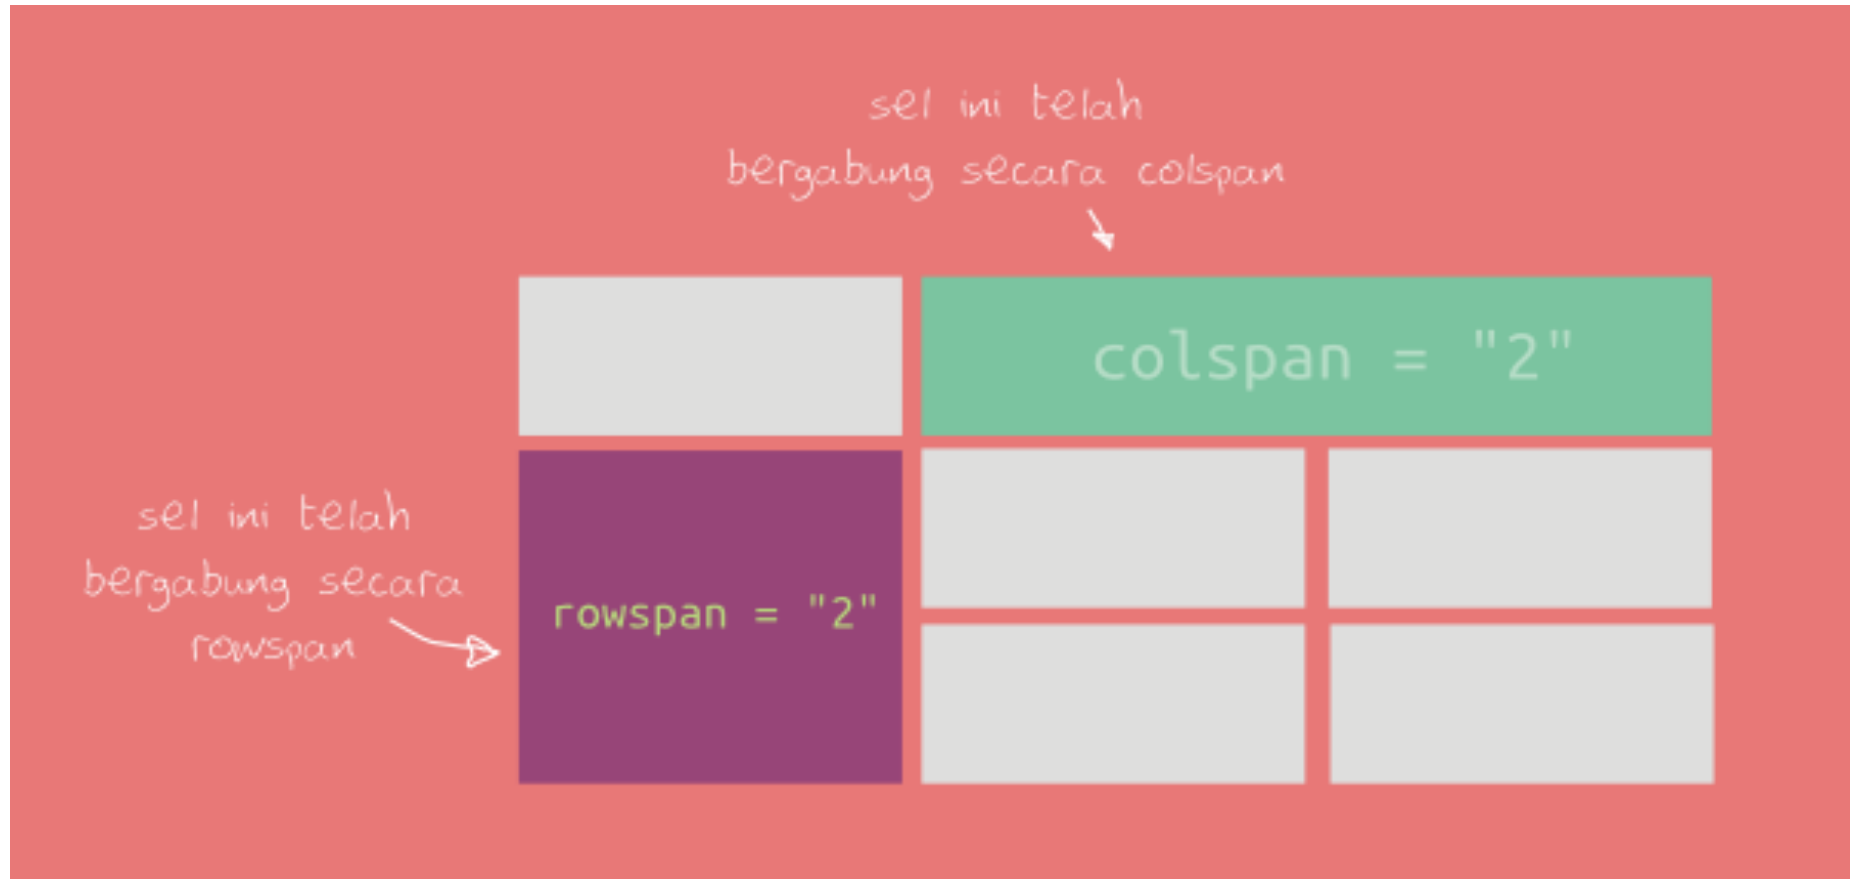 sel ini telah
bergabung secara colspan
colspan = "2"
sel ini telah
bergabung secara
rowspan
rowspan = "2"